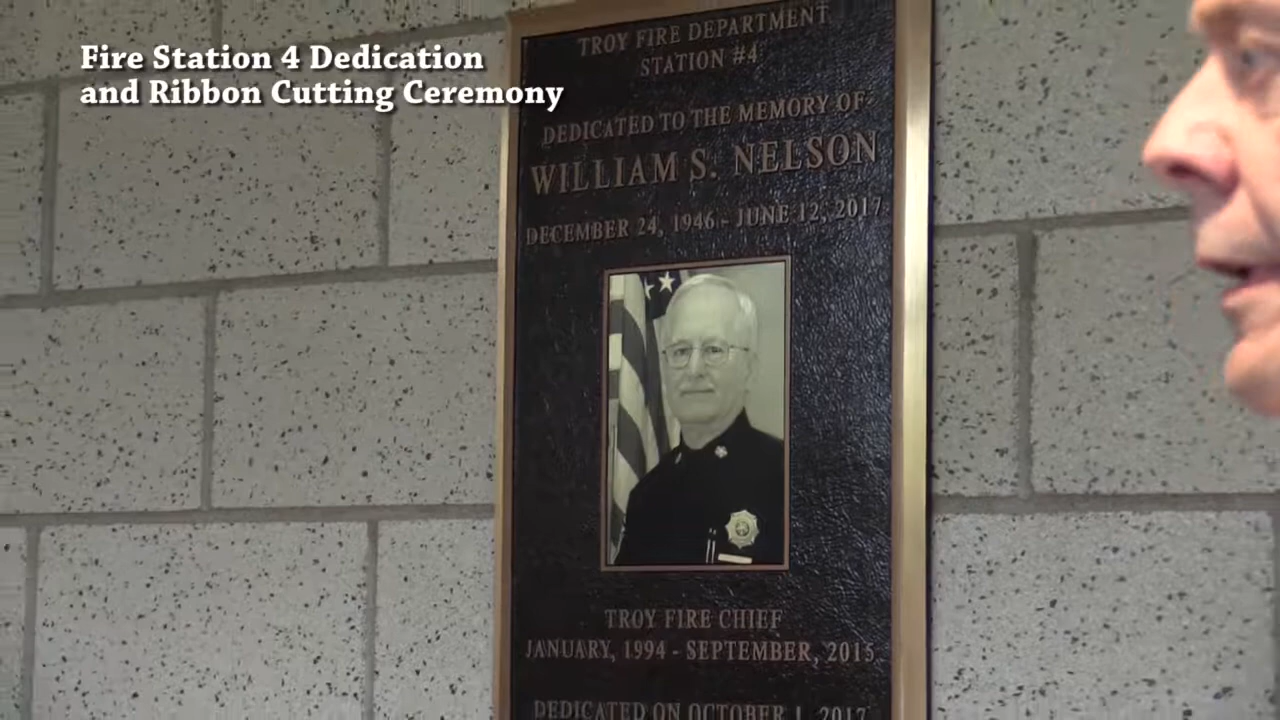 Fire Station 4 Dedication
and Ribbon Cutting Ceremony
TROY FIRE DEPARTMENT
STATION #4
DEDICATED TO THE MEMORY OF
WILLIAM S. NELSON
DECEMBER 24, 1946 - JUNE 12, 2017
TROY FIRE CHIEF
JANUARY, 1994 - SEPTEMBER, 2015
DEDICATED ON OCTOBER 1, 2017